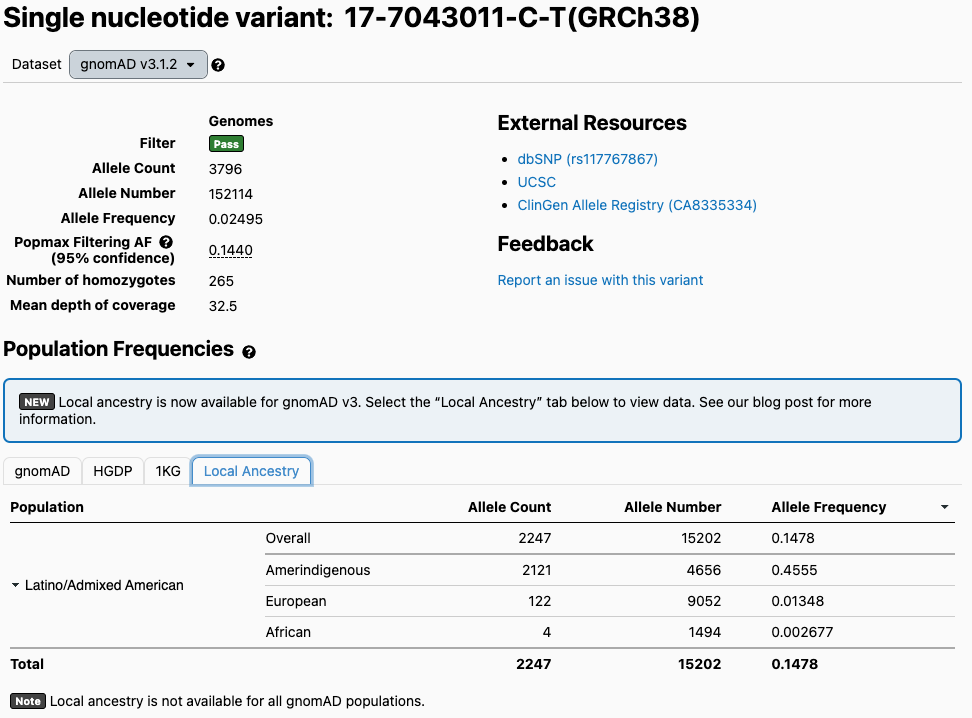 Single nucleotide variant: 17-7043011-C-T(GRCh38)
Dataset gnomAD v3.1.2
Genomes
Filter Pass
Allele Count 3796
Allele Number 152114
Allele Frequency 0.02495
Popmax Filtering AF
(95% confidence) 0.1440
Number of homozygotes 265
Mean depth of coverage 32.5
External Resources
dbSNP (rs117767867)
UCSC
ClinGen Allele Registry (CA8335334)
Feedback
Report an issue with this variant
Population Frequencies
NEW Local ancestry is now available for gnomAD v3. Select the “Local Ancestry” tab below to view data. See our blog post for more
information.
gnomAD HGDP 1KG Local Ancestry
Population Allele Count Allele Number Allele Frequency
Overall 2247 15202 0.1478
Amerindigenous 2121 4656 0.4555
Latino/Admixed American
European 122 9052 0.01348
African 4 1494 0.002677
Total 2247 15202 0.1478
Note Local ancestry is not available for all gnomAD populations.